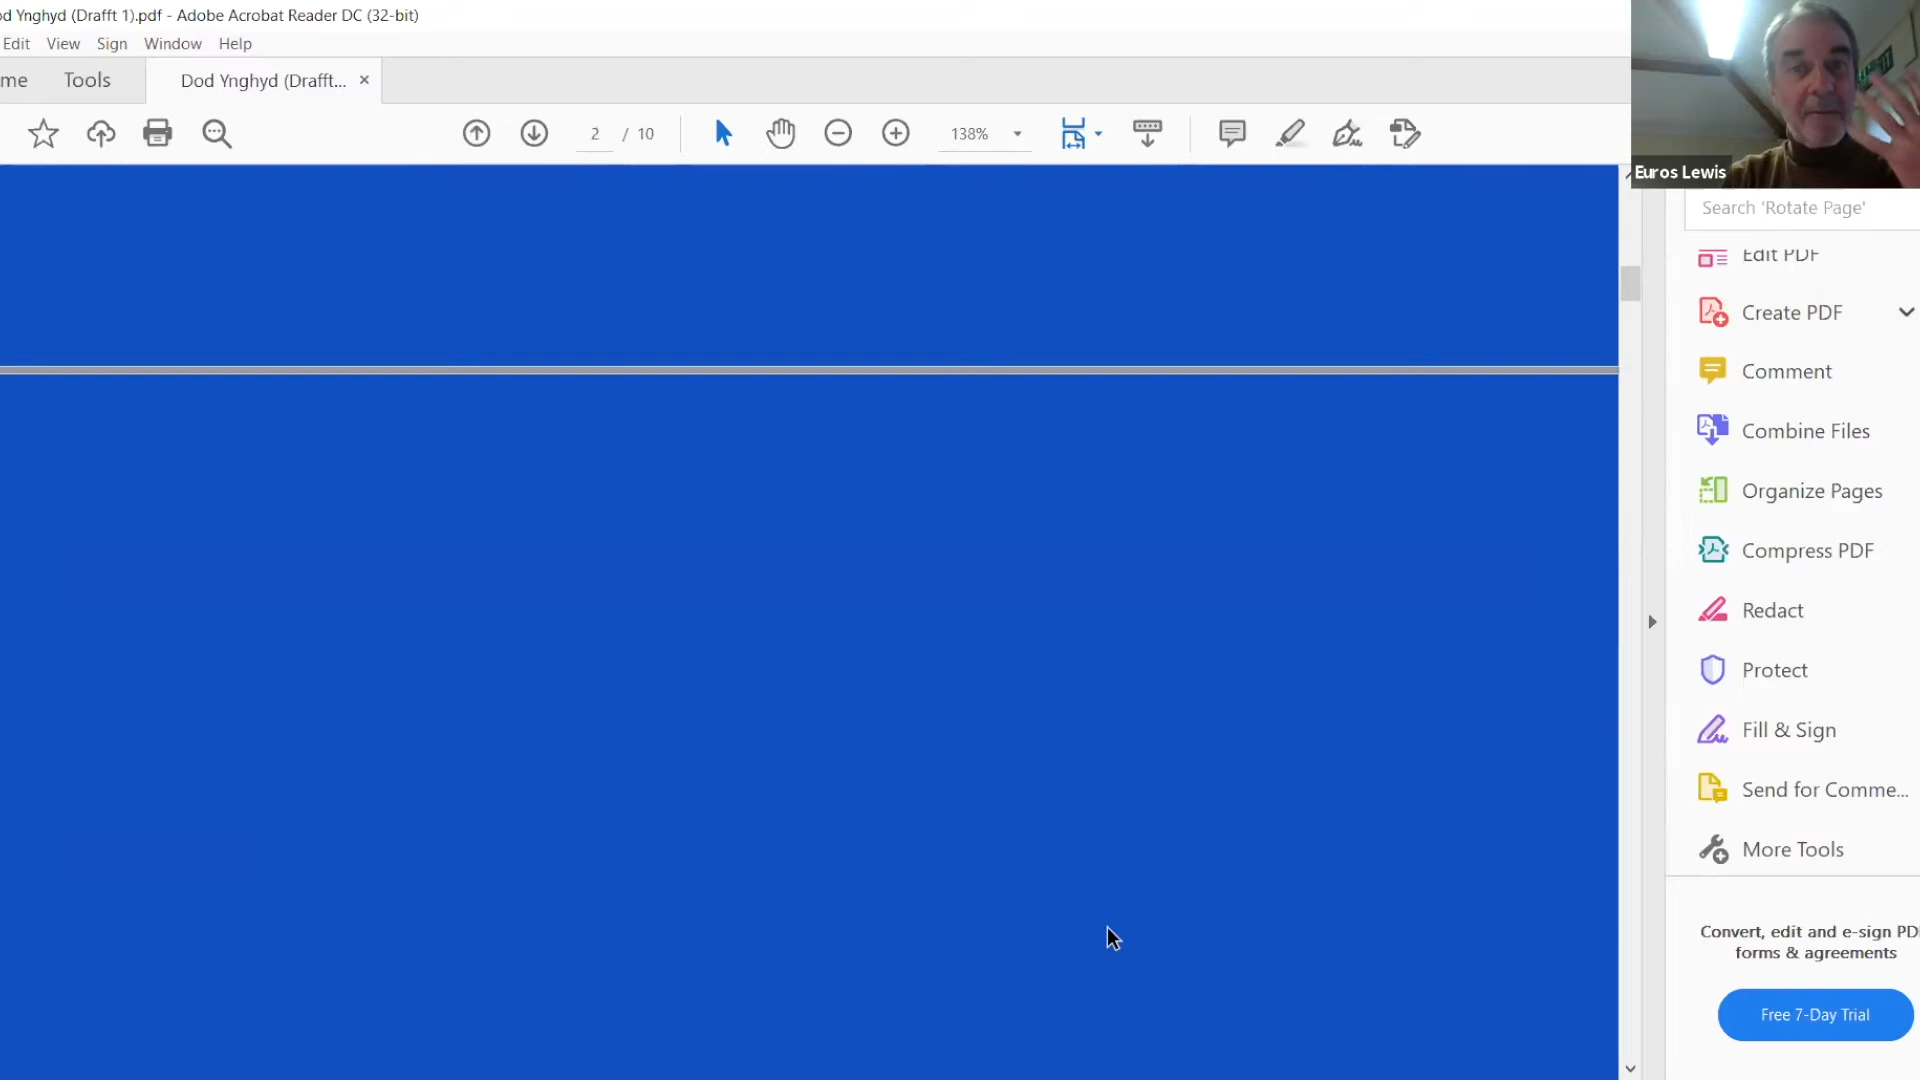 od Ynghyd (Drafft 1).pdf - Adobe Acrobat Reader DC (32-bit)
Edit View Sign Window Help
me Tools Dod Ynghyd (Drafft... ×
2 / 10 138%
Euros Lewis
Search 'Rotate Page'
Edit PDF
Create PDF
Comment
Combine Files
Organize Pages
Compress PDF
Redact
Protect
Fill & Sign
Send for Comme...
More Tools
Convert, edit and e-sign PD
forms & agreements
Free 7-Day Trial